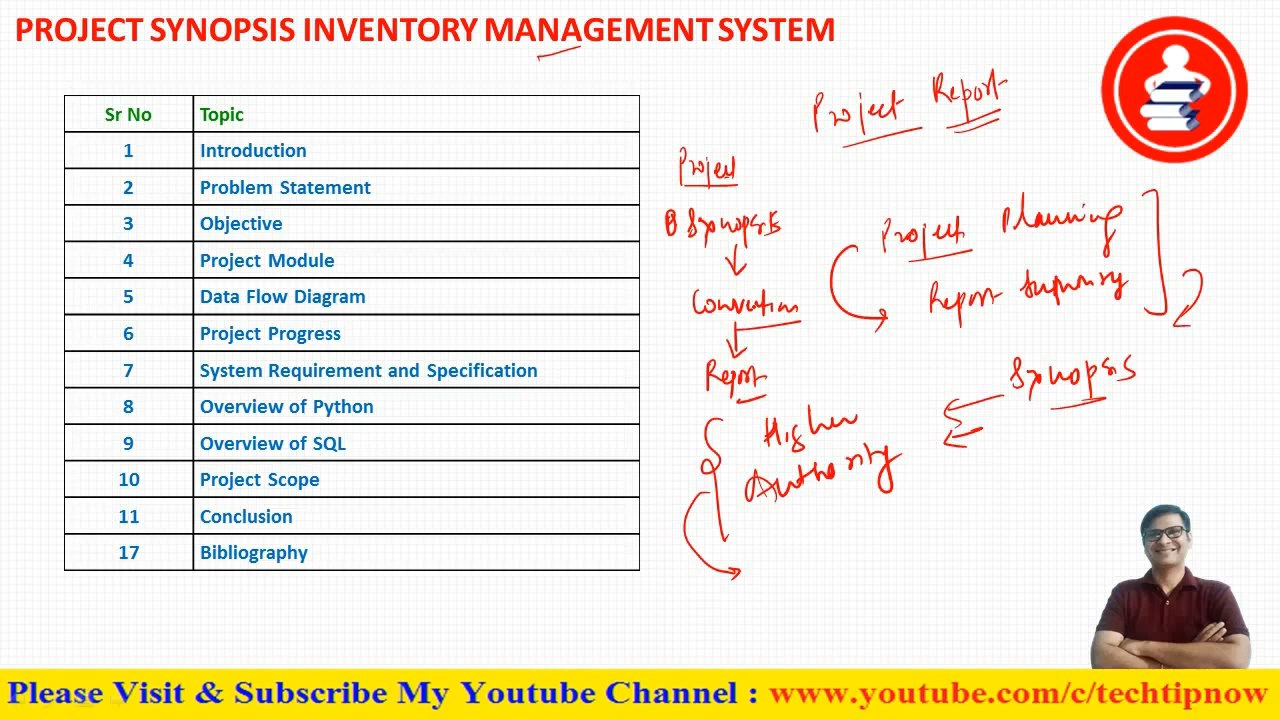 PROJECT SYNOPSIS INVENTORY MANAGEMENT SYSTEM
Sr No Topic
1 Introduction
2 Problem Statement
3 Objective
4 Project Module
5 Data Flow Diagram
6 Project Progress
7 System Requirement and Specification
8 Overview of Python
9 Overview of SQL
10 Project Scope
11 Conclusion
17 Bibliography
Project Report
Project
Synopsis
Report
Higher
Authority
Project Planning
Report
Synopsis
Please Visit & Subscribe My Youtube Channel : www.youtube.com/c/techtipnow